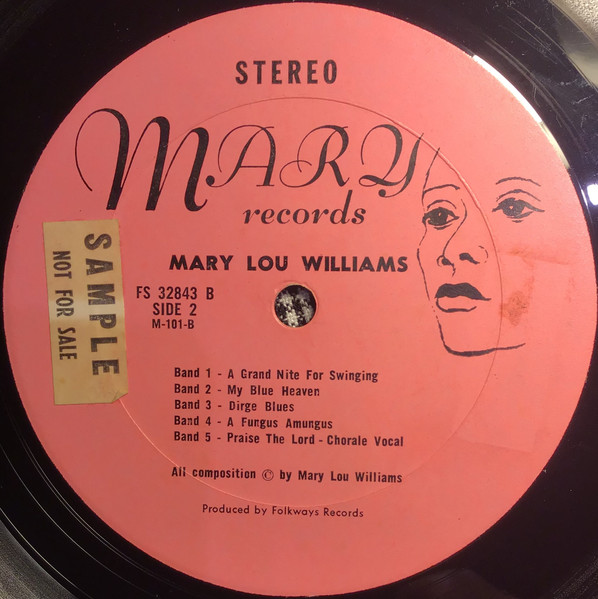 STEREO
MARY
records
MARY LOU WILLIAMS
FS 32843 B
SIDE 2
M-101-B
SAMPLE
NOT FOR SALE
Band 1 - A Grand Nite For Swinging
Band 2 - My Blue Heaven
Band 3 - Dirge Blues
Band 4 - A Fungus Amungus
Band 5 - Praise The Lord - Chorale Vocal
All composition © by Mary Lou Williams
Produced by Folkways Records